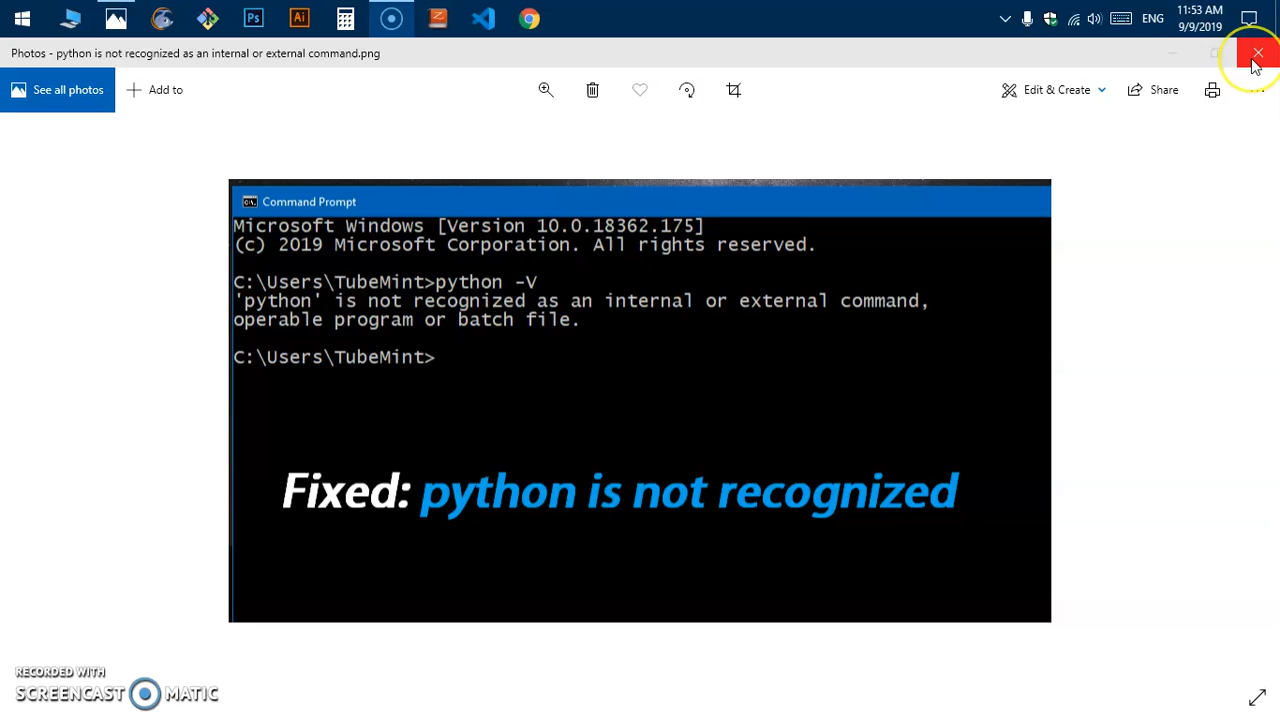 Ps
Ai
ENG
11:53 AM
9/9/2019
Photos - python is not recognized as an internal or external command.png
See all photos
Add to
Edit & Create
Share
Command Prompt
Microsoft Windows [Version 10.0.18362.175]
(c) 2019 Microsoft Corporation. All rights reserved.
C:\Users\TubeMint>python -V
'python' is not recognized as an internal or external command,
operable program or batch file.
C:\Users\TubeMint>
Fixed: python is not recognized
RECORDED WITH
SCREENCAST MATIC